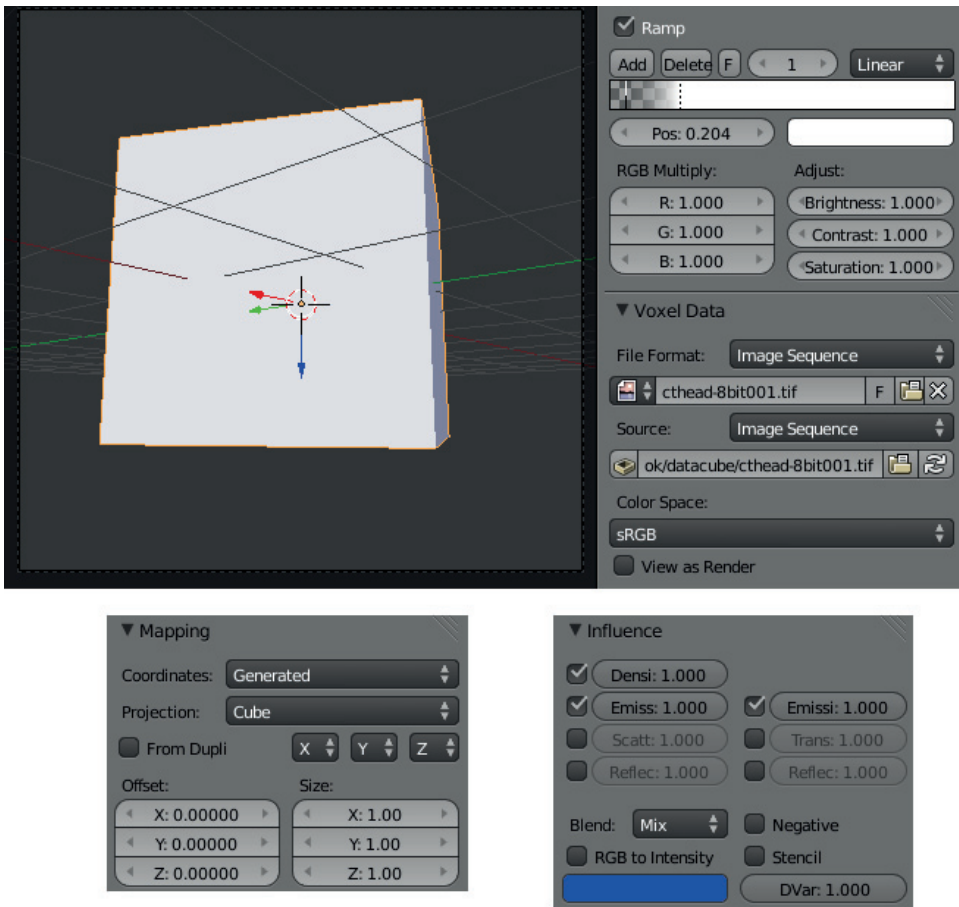 Ramp
Add Delete F 1 Linear
Pos: 0.204
RGB Multiply: Adjust:
R: 1.000 Brightness: 1.000
G: 1.000 Contrast: 1.000
B: 1.000 Saturation: 1.000
Voxel Data
File Format: Image Sequence
cthead-8bit001.tif F
Source: Image Sequence
ok/datacube/cthead-8bit001.tif
Color Space:
sRGB
View as Render
Mapping
Coordinates: Generated
Projection: Cube
From Dupli X Y Z
Offset: Size:
X: 0.00000 X: 1.00
Y: 0.00000 Y: 1.00
Z: 0.00000 Z: 1.00
Influence
Densi: 1.000
Emiss: 1.000 Emissi: 1.000
Scatt: 1.000 Trans: 1.000
Reflec: 1.000 Reflec: 1.000
Blend: Mix Negative
RGB to Intensity Stencil
DVar: 1.000